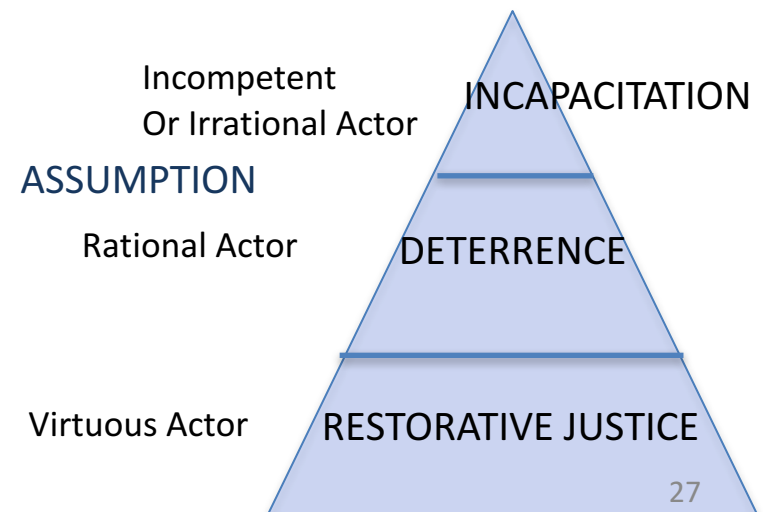 Incompetent
Or Irrational Actor
INCAPACITATION
ASSUMPTION
Rational Actor
DETERRENCE
Virtuous Actor
RESTORATIVE JUSTICE
27